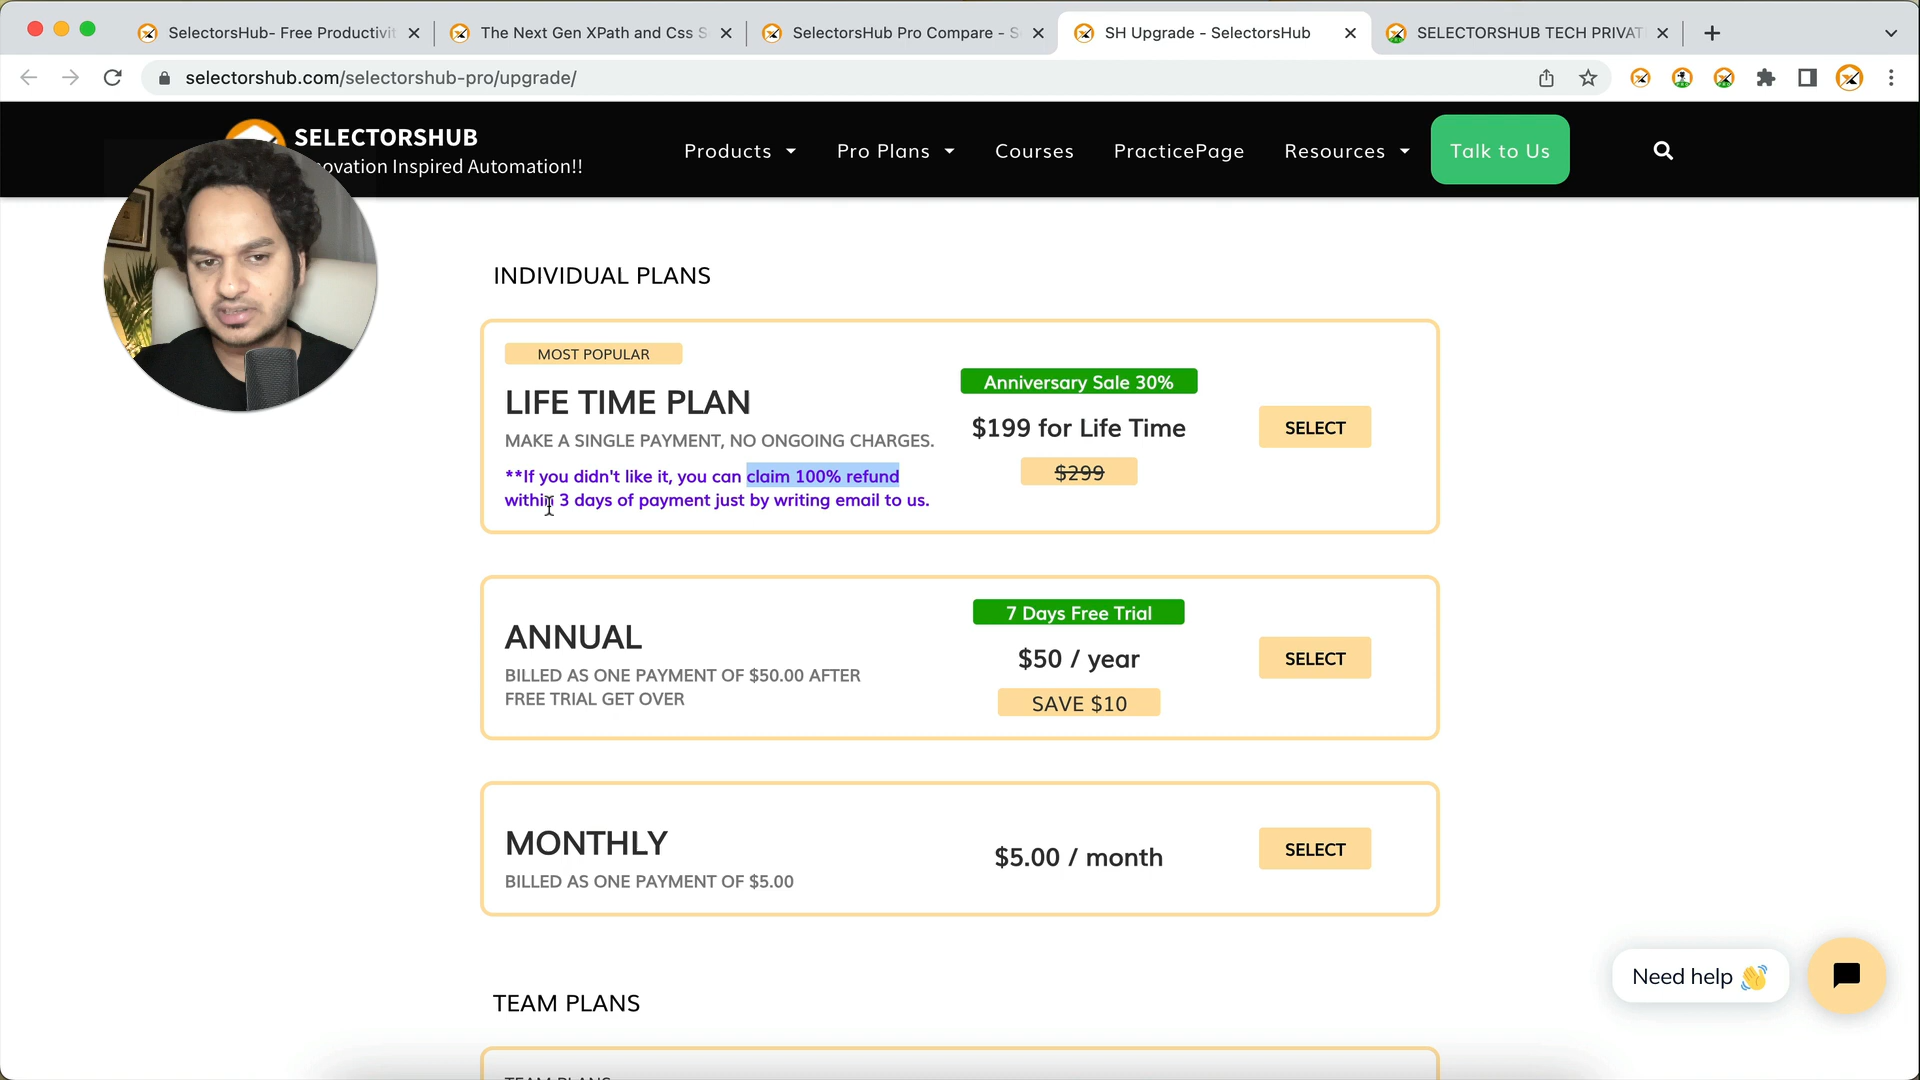 SelectorsHub- Free Productivit
The Next Gen XPath and Css S
SelectorsHub Pro Compare - S
SH Upgrade - SelectorsHub
SELECTORSHUB TECH PRIVAT
selectorshub.com/selectorshub-pro/upgrade/
SELECTORSHUB
ovation Inspired Automation!!
Products
Pro Plans
Courses
PracticePage
Resources
Talk to Us
INDIVIDUAL PLANS
MOST POPULAR
LIFE TIME PLAN
MAKE A SINGLE PAYMENT, NO ONGOING CHARGES.
**If you didn't like it, you can claim 100% refund
within 3 days of payment just by writing email to us.
Anniversary Sale 30%
$199 for Life Time
$299
SELECT
ANNUAL
BILLED AS ONE PAYMENT OF $50.00 AFTER
FREE TRIAL GET OVER
7 Days Free Trial
$50 / year
SAVE $10
SELECT
MONTHLY
BILLED AS ONE PAYMENT OF $5.00
$5.00 / month
SELECT
Need help 👋
TEAM PLANS
TEAM PLANS